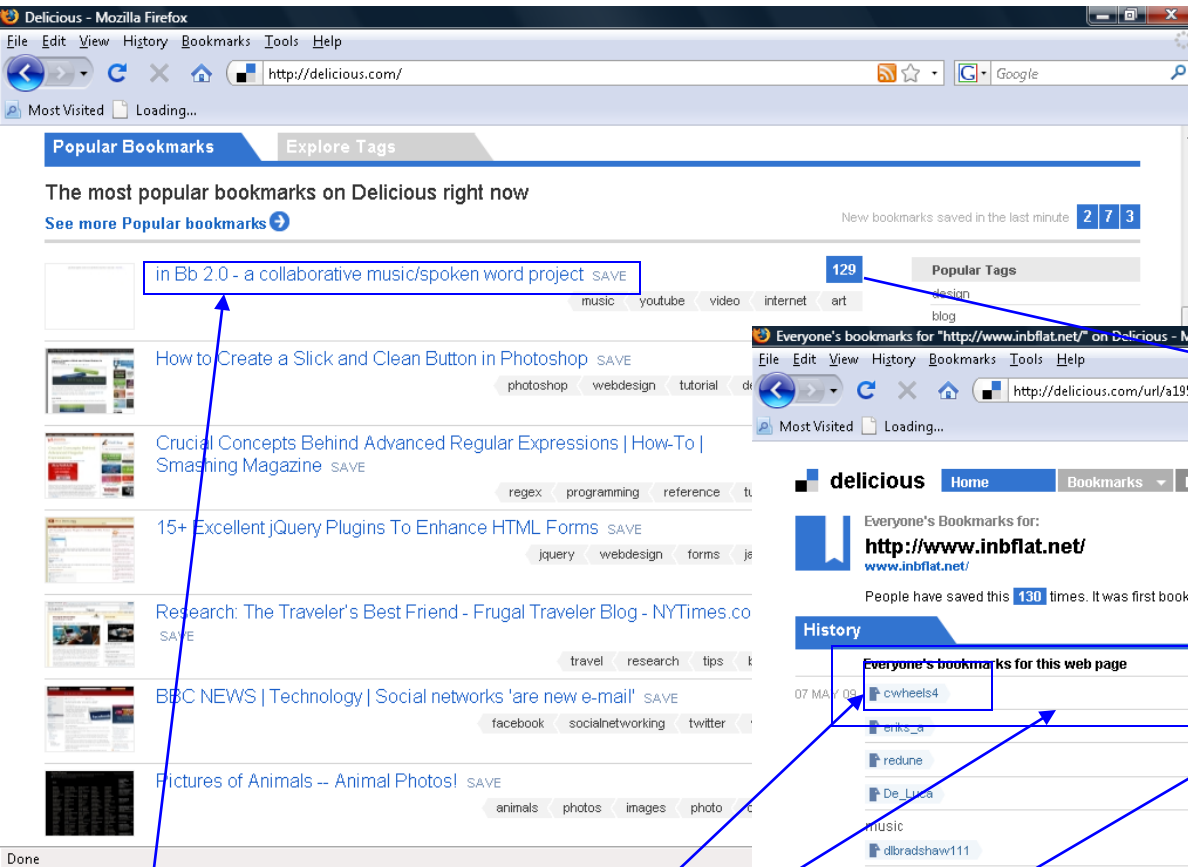 Delicious - Mozilla Firefox
File Edit View History Bookmarks Tools Help
http://delicious.com/
G Google
Most Visited Loading...
Popular Bookmarks Explore Tags
The most popular bookmarks on Delicious right now
See more Popular bookmarks
New bookmarks saved in the last minute 2 7 3
in Bb 2.0 - a collaborative music/spoken word project SAVE
129
music youtube video internet art
Popular Tags
design
blog
How to Create a Slick and Clean Button in Photoshop SAVE
photoshop webdesign tutorial
Crucial Concepts Behind Advanced Regular Expressions | How-To |
Smashing Magazine SAVE
regex programming reference
15+ Excellent jQuery Plugins To Enhance HTML Forms SAVE
jquery webdesign forms
Research: The Traveler's Best Friend - Frugal Traveler Blog - NYTimes.co
SAVE
travel research tips
BBC NEWS | Technology | Social networks 'are new e-mail' SAVE
facebook socialnetworking twitter
Pictures of Animals -- Animal Photos! SAVE
animals photos images photo
Done
Everyone's bookmarks for "http://www.inbflat.net/" on Delicious - M
File Edit View History Bookmarks Tools Help
http://delicious.com/url/a195
Most Visited Loading...
delicious Home Bookmarks
Everyone's Bookmarks for:
http://www.inbflat.net/
www.inbflat.net/
People have saved this 130 times. It was first book
History
Everyone's bookmarks for this web page
07 MAY 09 cwheels4
eriks_a
redune
De_Luca
music
dlbradshaw111